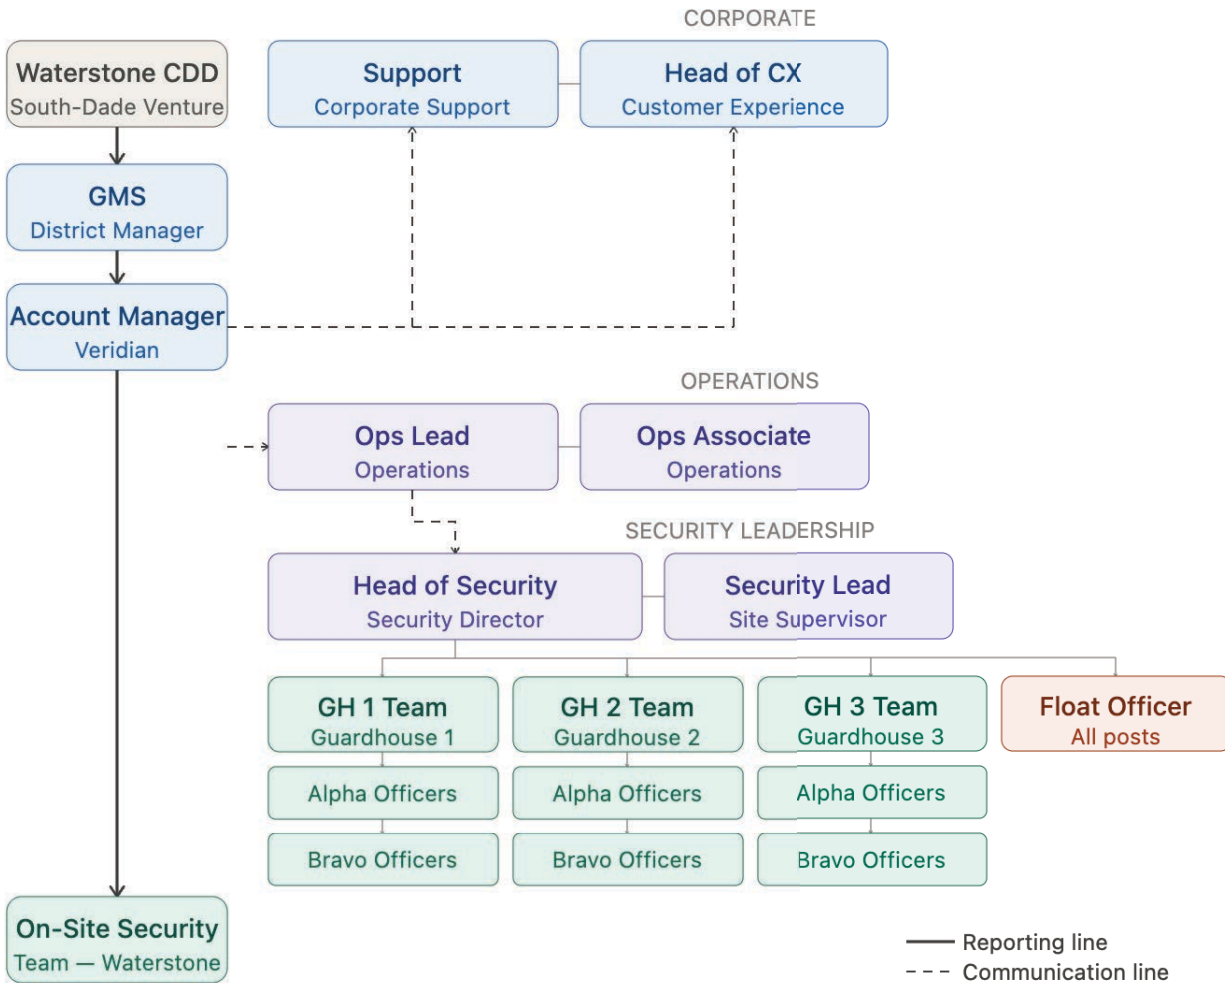 CORPORATE
Waterstone CDD
South-Dade Venture
Support
Corporate Support
Head of CX
Customer Experience
GMS
District Manager
Account Manager
Veridian
OPERATIONS
Ops Lead
Operations
Ops Associate
Operations
SECURITY LEADERSHIP
Head of Security
Security Director
Security Lead
Site Supervisor
GH 1 Team
Guardhouse 1
GH 2 Team
Guardhouse 2
GH 3 Team
Guardhouse 3
Float Officer
All posts
Alpha Officers
Alpha Officers
Alpha Officers
Bravo Officers
Bravo Officers
Bravo Officers
On-Site Security
Team — Waterstone
Reporting line
Communication line